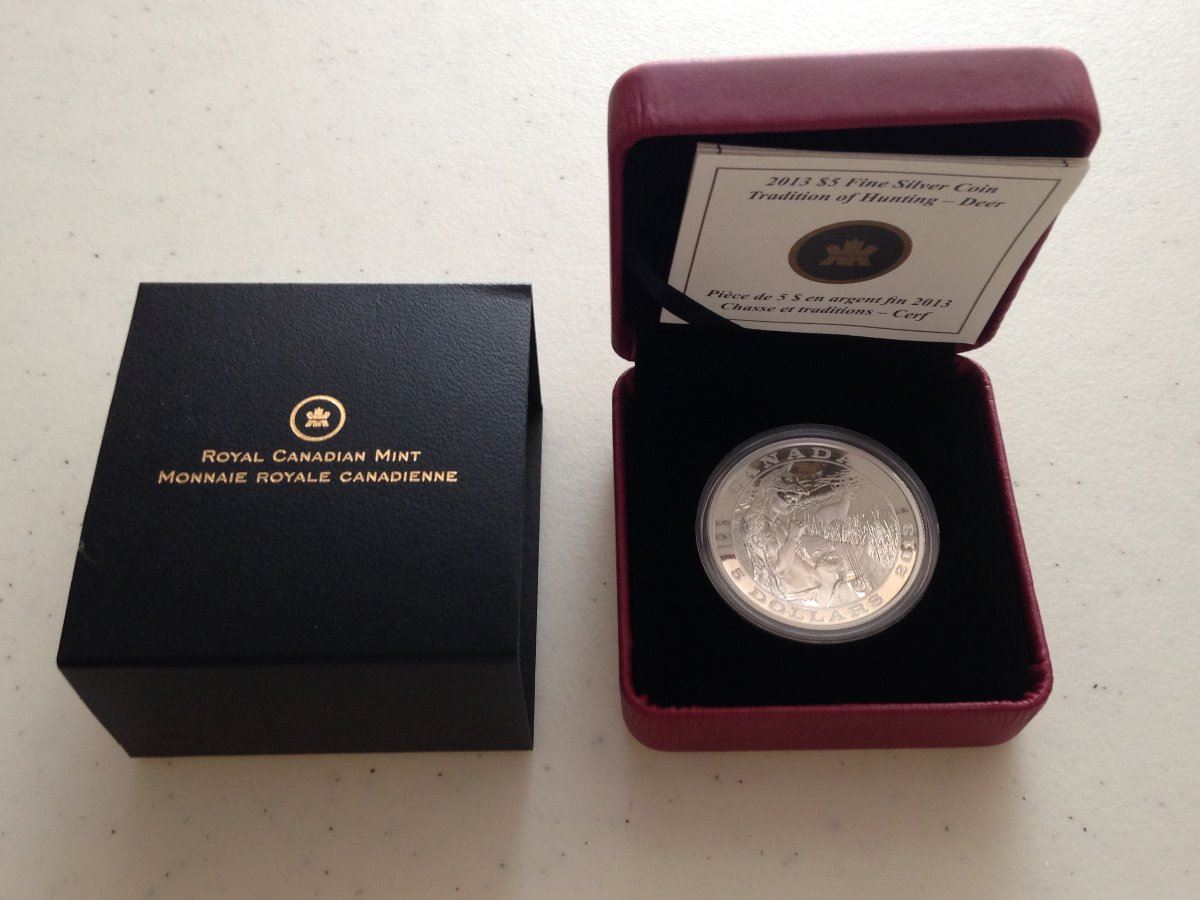 ROYAL CANADIAN MINT
MONNAIE ROYALE CANADIENNE
2013 $5 Fine Silver Coin
Tradition of Hunting – Deer
Pièce de 5 $ en argent fin 2013
Chasse et traditions – Cerf
CANADA
5 DOLLARS 2013